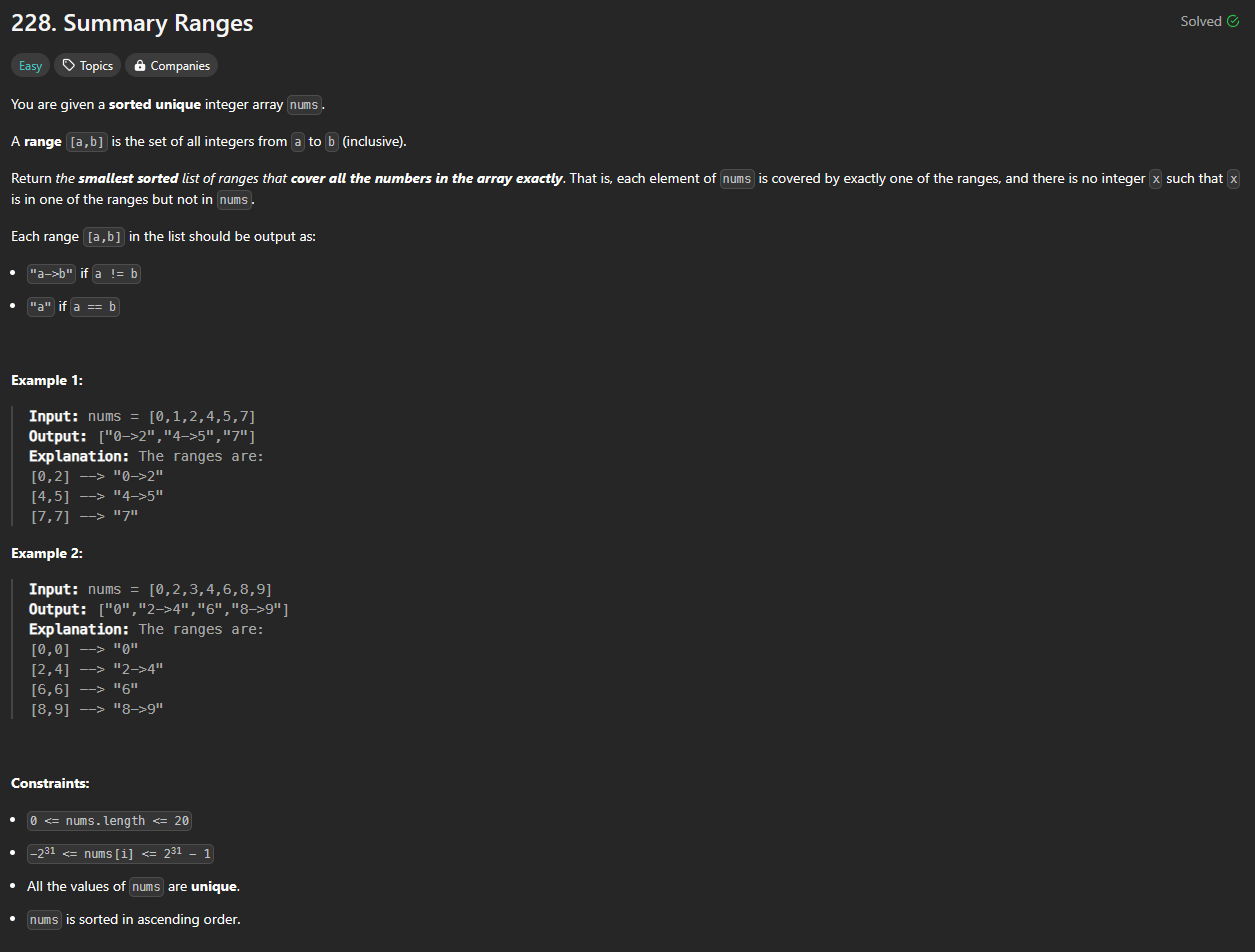 228. Summary Ranges
Solved
Easy
Topics
Companies
You are given a sorted unique integer array nums.
A range [a,b] is the set of all integers from a to b (inclusive).
Return the smallest sorted list of ranges that cover all the numbers in the array exactly. That is, each element of nums is covered by exactly one of the ranges, and there is no integer x such that x
is in one of the ranges but not in nums.
Each range [a,b] in the list should be output as:
• "a->b" if a != b
• "a" if a == b
Example 1:
Input: nums = [0,1,2,4,5,7]
Output: ["0->2","4->5","7"]
Explanation: The ranges are:
[0,2] --> "0->2"
[4,5] --> "4->5"
[7,7] --> "7"
Example 2:
Input: nums = [0,2,3,4,6,8,9]
Output: ["0","2->4","6","8->9"]
Explanation: The ranges are:
[0,0] --> "0"
[2,4] --> "2->4"
[6,6] --> "6"
[8,9] --> "8->9"
Constraints:
• 0 <= nums.length <= 20
• -2³¹ <= nums[i] <= 2³¹ - 1
• All the values of nums are unique.
• nums is sorted in ascending order.